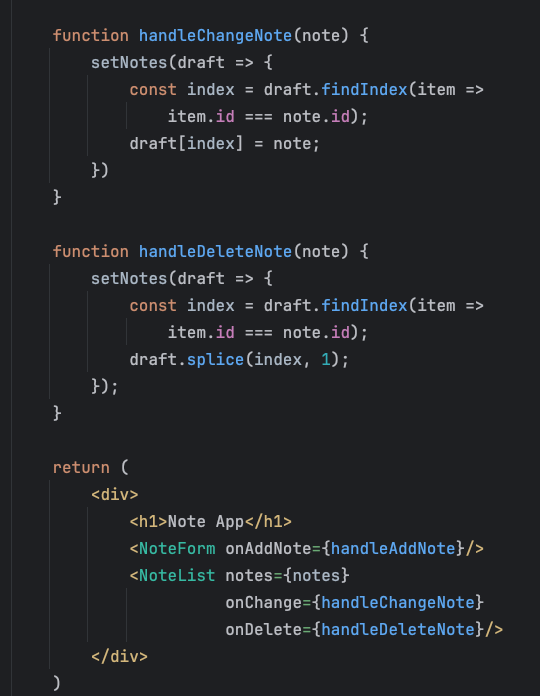 function handleChangeNote(note) {
setNotes(draft => {
const index = draft.findIndex(item =>
item.id === note.id);
draft[index] = note;
})
}
function handleDeleteNote(note) {
setNotes(draft => {
const index = draft.findIndex(item =>
item.id === note.id);
draft.splice(index, 1);
});
}
return (
<div>
<h1>Note App</h1>
<NoteForm onAddNote={handleAddNote}/>
<NoteList notes={notes}
onChange={handleChangeNote}
onDelete={handleDeleteNote}/>
</div>
)